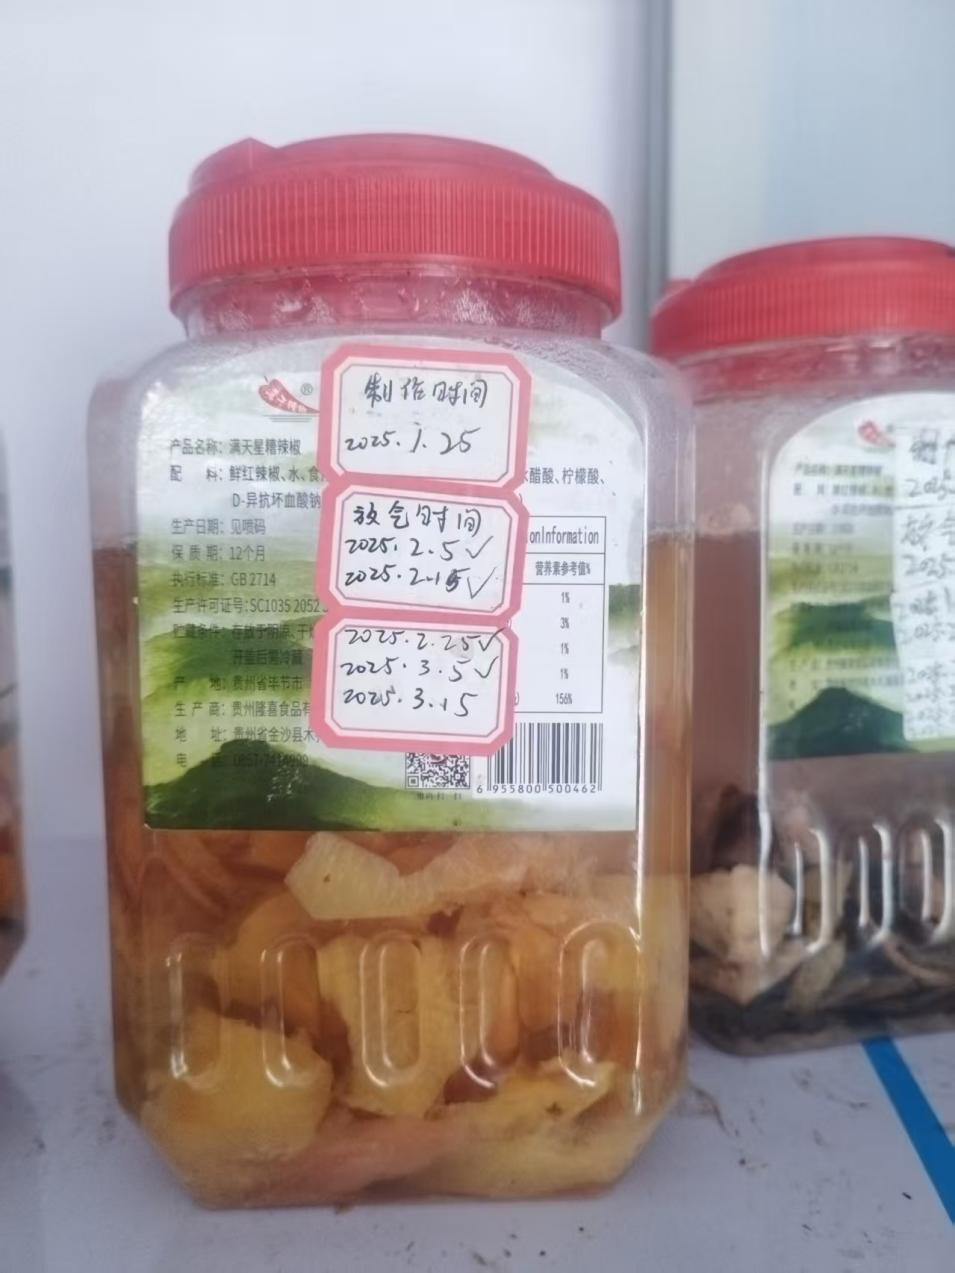 制作时间
2025.1.25
放气时间
2025.2.5✓
2025.2.15✓
2025.2.25✓
2025.3.5✓
2025.3.15
®
产品名称：满天星糟辣椒
配 料：鲜红辣椒、水、食
水醋酸、柠檬酸、
D-异抗坏血酸钠
生产日期：见喷码
保 质 期：12个月
执行标准：GB 2714
生产许可证号：SC1035 2052
贮藏条件：存放于阴凉、干
开盖后需冷藏
产 地：贵州省毕节市
生 产 商：贵州隆喜食品有
地 址：贵州省金沙县木
电 话：0857-7414999
onInformation
营养素参考值%
1%
3%
1%
1%
156%
6 955800 500462